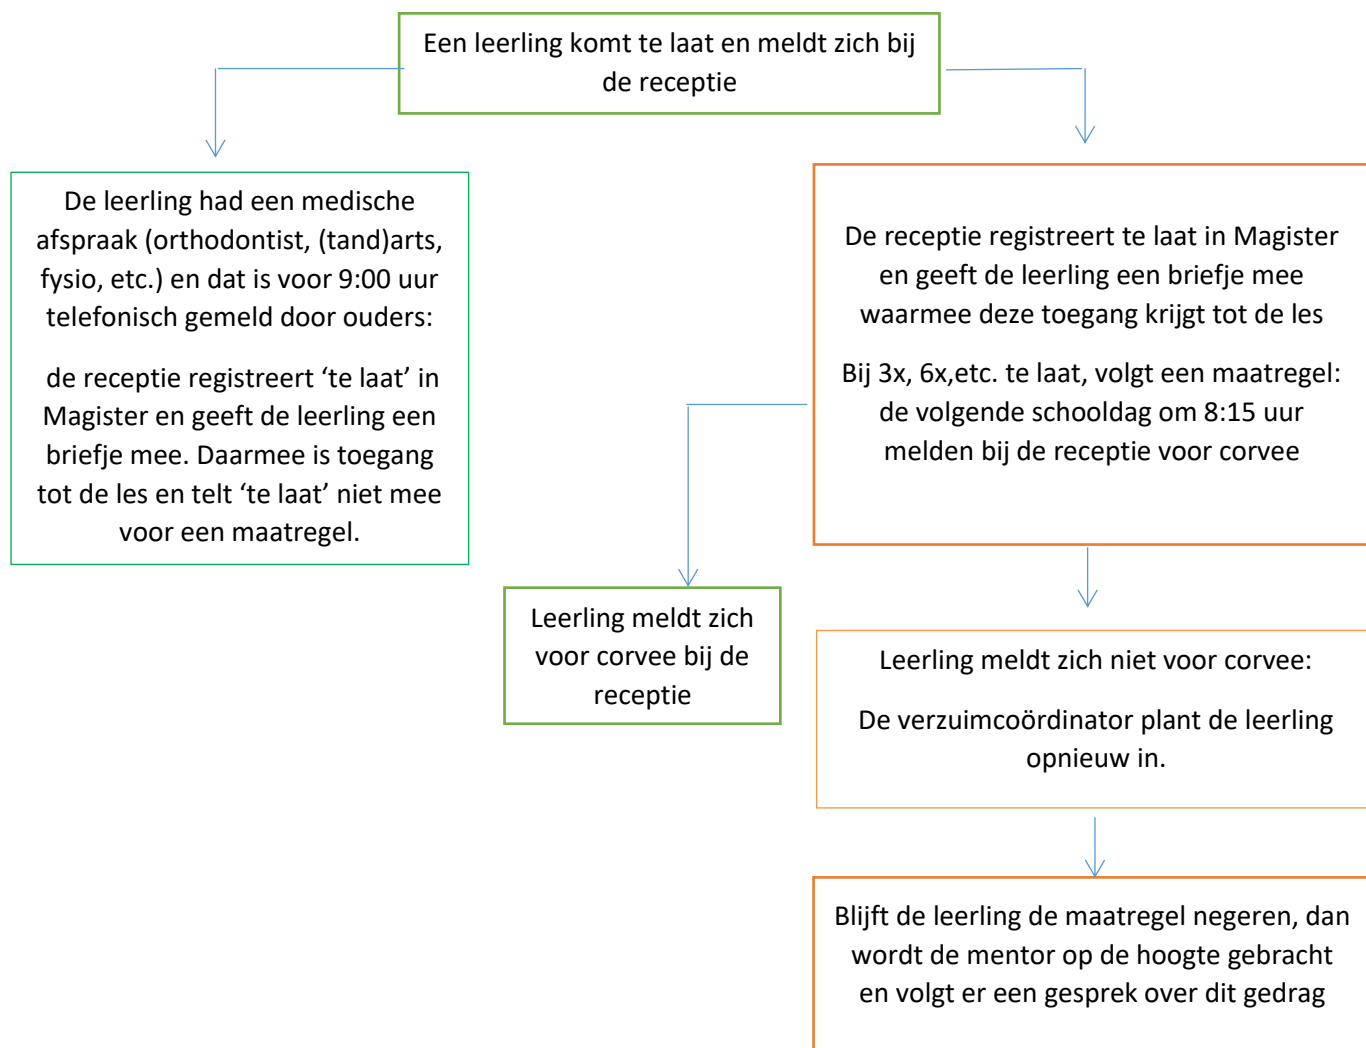 Een leerling komt te laat en meldt zich bij
de receptie
De leerling had een medische
afspraak (orthodontist, (tand)arts,
fysio, etc.) en dat is voor 9:00 uur
telefonisch gemeld door ouders:
de receptie registreert ‘te laat’ in
Magister en geeft de leerling een
briefje mee. Daarmee is toegang
tot de les en telt ‘te laat’ niet mee
voor een maatregel.
De receptie registreert te laat in Magister
en geeft de leerling een briefje mee
waarmee deze toegang krijgt tot de les
Bij 3x, 6x,etc. te laat, volgt een maatregel:
de volgende schooldag om 8:15 uur
melden bij de receptie voor corvee
Leerling meldt zich
voor corvee bij de
receptie
Leerling meldt zich niet voor corvee:
De verzuimcoördinator plant de leerling
opnieuw in.
Blijft de leerling de maatregel negeren, dan
wordt de mentor op de hoogte gebracht
en volgt er een gesprek over dit gedrag